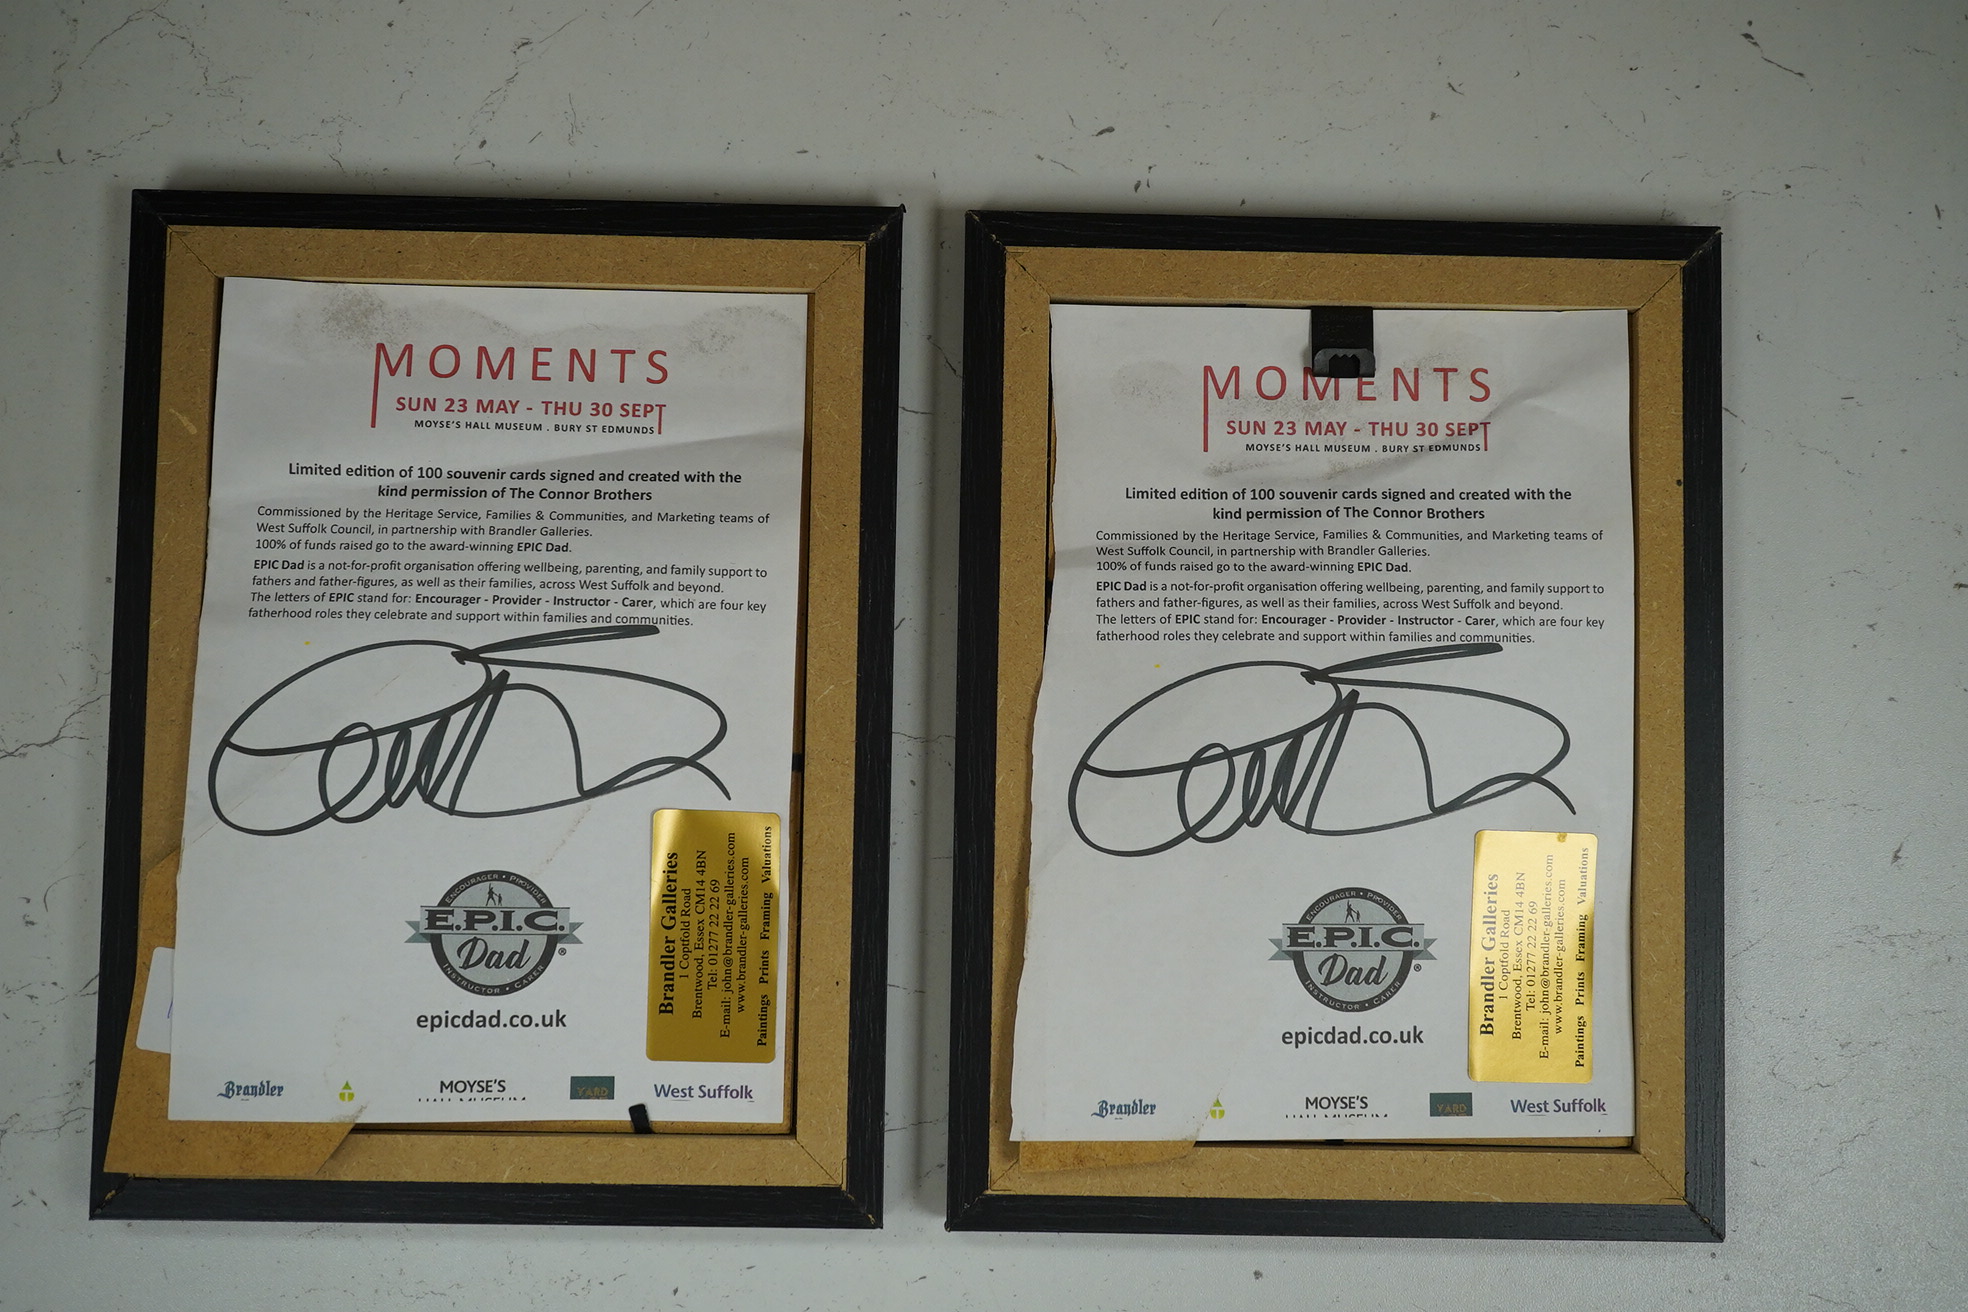 MOMENTS
SUN 23 MAY - THU 30 SEPT
MOYSE'S HALL MUSEUM . BURY ST EDMUNDS
Limited edition of 100 souvenir cards signed and created with the
kind permission of The Connor Brothers
Commissioned by the Heritage Service, Families & Communities, and Marketing teams of
West Suffolk Council, in partnership with Brandler Galleries.
100% of funds raised go to the award-winning EPIC Dad.
EPIC Dad is a not-for-profit organisation offering wellbeing, parenting, and family support to
fathers and father-figures, as well as their families, across West Suffolk and beyond.
The letters of EPIC stand for: Encourager - Provider - Instructor - Carer, which are four key
fatherhood roles they celebrate and support within families and communities.
ENCOURAGER • PROVIDER
E.P.I.C.
Dad
®
INSTRUCTOR • CARER
epicdad.co.uk
Brandler Galleries
1 Coptfold Road
Brentwood, Essex CM14 4BN
Tel: 01277 22 22 69
E-mail: john@brandler-galleries.com
www.brandler-galleries.com
Paintings Prints Framing Valuations
Brandler
MOYSE'S
HALL MUSEUM
YARD
West Suffolk
MOMENTS
SUN 23 MAY - THU 30 SEPT
MOYSE'S HALL MUSEUM . BURY ST EDMUNDS
Limited edition of 100 souvenir cards signed and created with the
kind permission of The Connor Brothers
Commissioned by the Heritage Service, Families & Communities, and Marketing teams of
West Suffolk Council, in partnership with Brandler Galleries.
100% of funds raised go to the award-winning EPIC Dad.
EPIC Dad is a not-for-profit organisation offering wellbeing, parenting, and family support to
fathers and father-figures, as well as their families, across West Suffolk and beyond.
The letters of EPIC stand for: Encourager - Provider - Instructor - Carer, which are four key
fatherhood roles they celebrate and support within families and communities.
ENCOURAGER • PROVIDER
E.P.I.C.
Dad
®
INSTRUCTOR • CARER
epicdad.co.uk
Brandler Galleries
1 Coptfold Road
Brentwood, Essex CM14 4BN
Tel: 01277 22 22 69
E-mail: john@brandler-galleries.com
www.brandler-galleries.com
Paintings Prints Framing Valuations
Brandler
MOYSE'S
HALL MUSEUM
YARD
West Suffolk